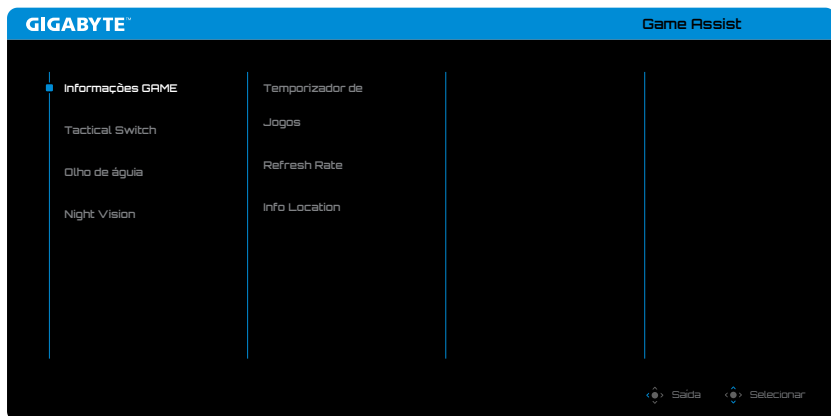 GIGABYTE™
Game Assist
Informações GAME
Tactical Switch
Olho de águia
Night Vision
Temporizador de
Jogos
Refresh Rate
Info Location
Saída
Selecionar